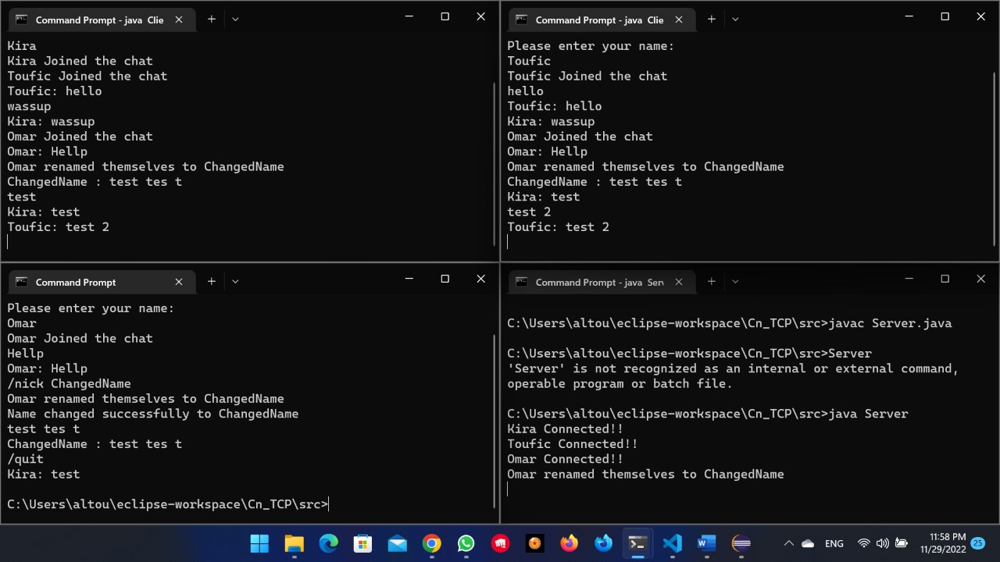 Command Prompt - java  Clie
Kira
Kira Joined the chat
Toufic Joined the chat
Toufic: hello
wassup
Kira: wassup
Omar Joined the chat
Omar: Hellp
Omar renamed themselves to ChangedName
ChangedName : test tes t
test
Kira: test
Toufic: test 2
Command Prompt - java  Clie
Please enter your name:
Toufic
Toufic Joined the chat
hello
Toufic: hello
Kira: wassup
Omar Joined the chat
Omar: Hellp
Omar renamed themselves to ChangedName
ChangedName : test tes t
Kira: test
test 2
Toufic: test 2
Command Prompt
Please enter your name:
Omar
Omar Joined the chat
Hellp
Omar: Hellp
/nick ChangedName
Omar renamed themselves to ChangedName
Name changed successfully to ChangedName
test tes t
ChangedName : test tes t
/quit
Kira: test
C:\Users\altou\eclipse-workspace\Cn_TCP\src>
Command Prompt - java  Serv
C:\Users\altou\eclipse-workspace\Cn_TCP\src>javac Server.java
C:\Users\altou\eclipse-workspace\Cn_TCP\src>Server
'Server' is not recognized as an internal or external command,
operable program or batch file.
C:\Users\altou\eclipse-workspace\Cn_TCP\src>java Server
Kira Connected!!
Toufic Connected!!
Omar Connected!!
Omar renamed themselves to ChangedName
ENG
11:58 PM
11/29/2022
25